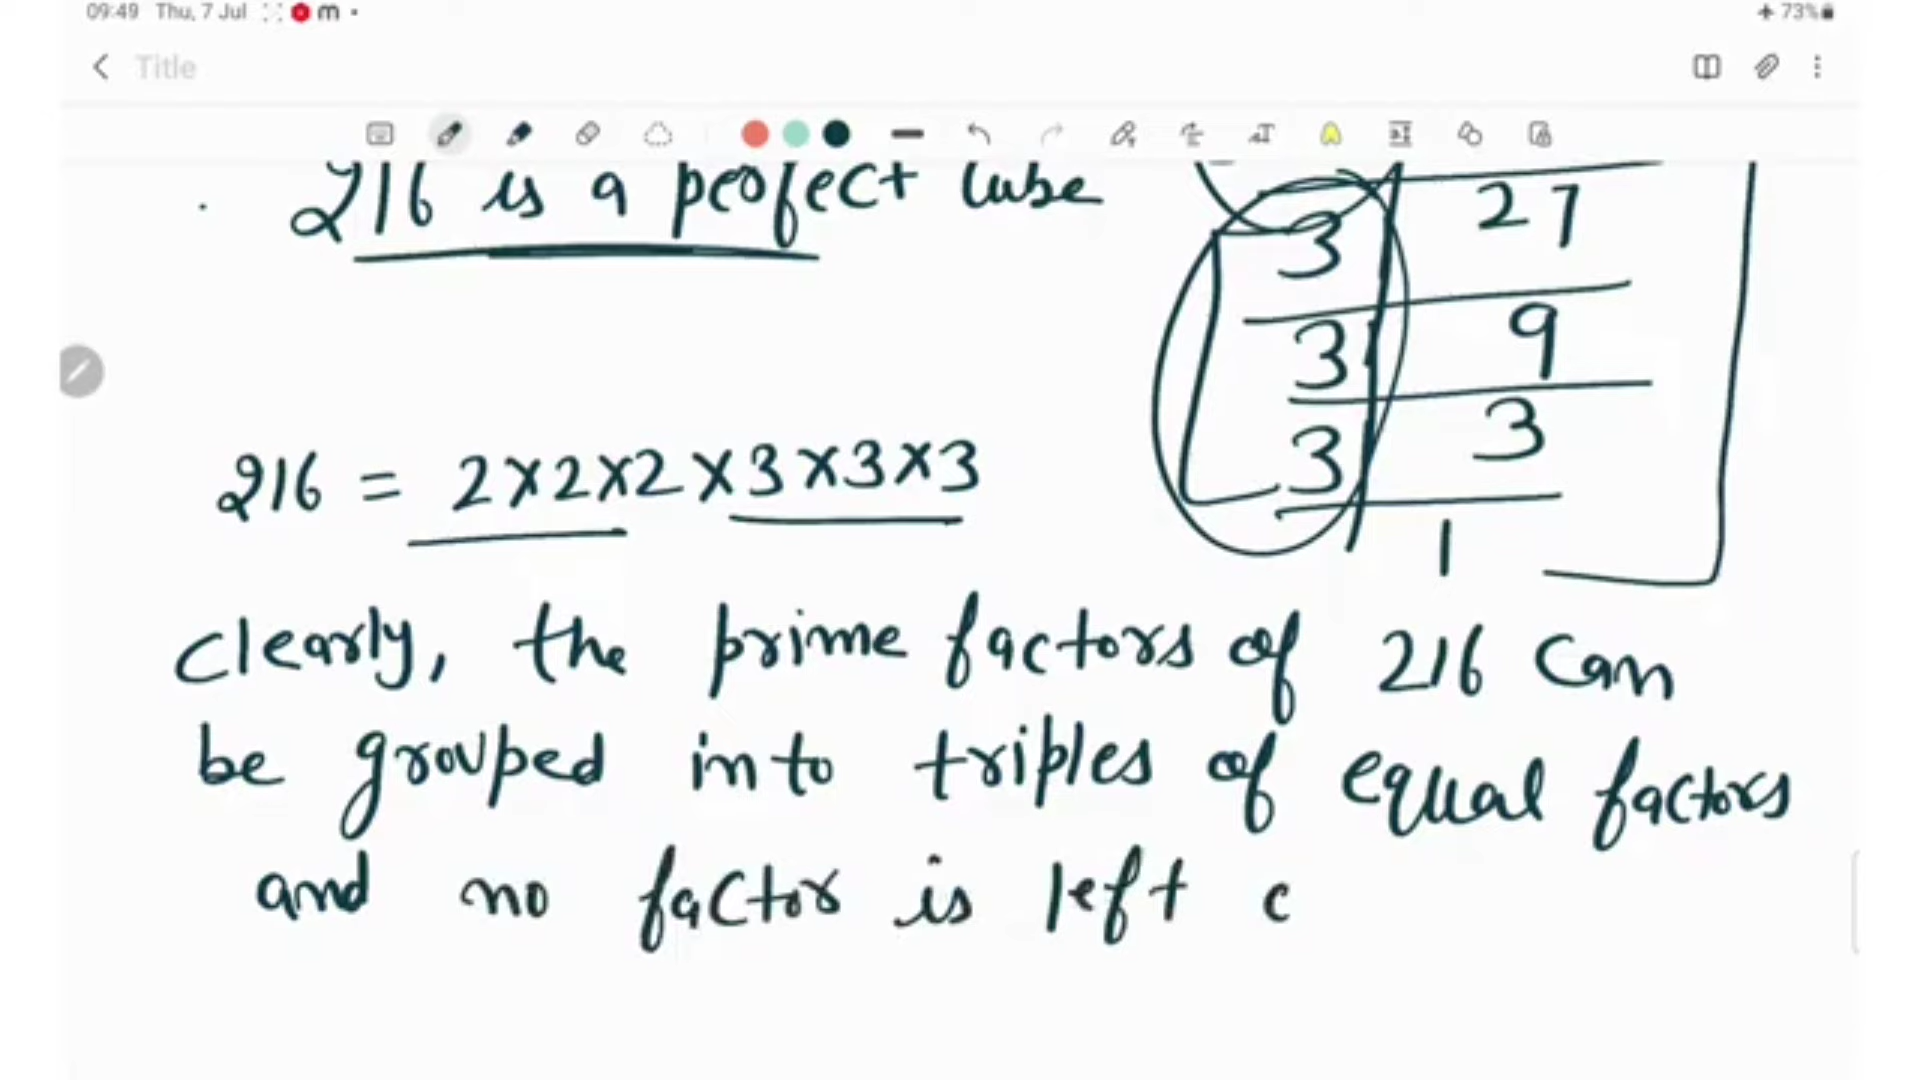 09:49 Thu, 7 Jul m •
73%
Title
216 is a perfect cube
3 27
3 9
3 3
1
216 = 2×2×2×3×3×3
clearly, the prime factors of 216 can
be grouped into triples of equal factors
and no factor is left c